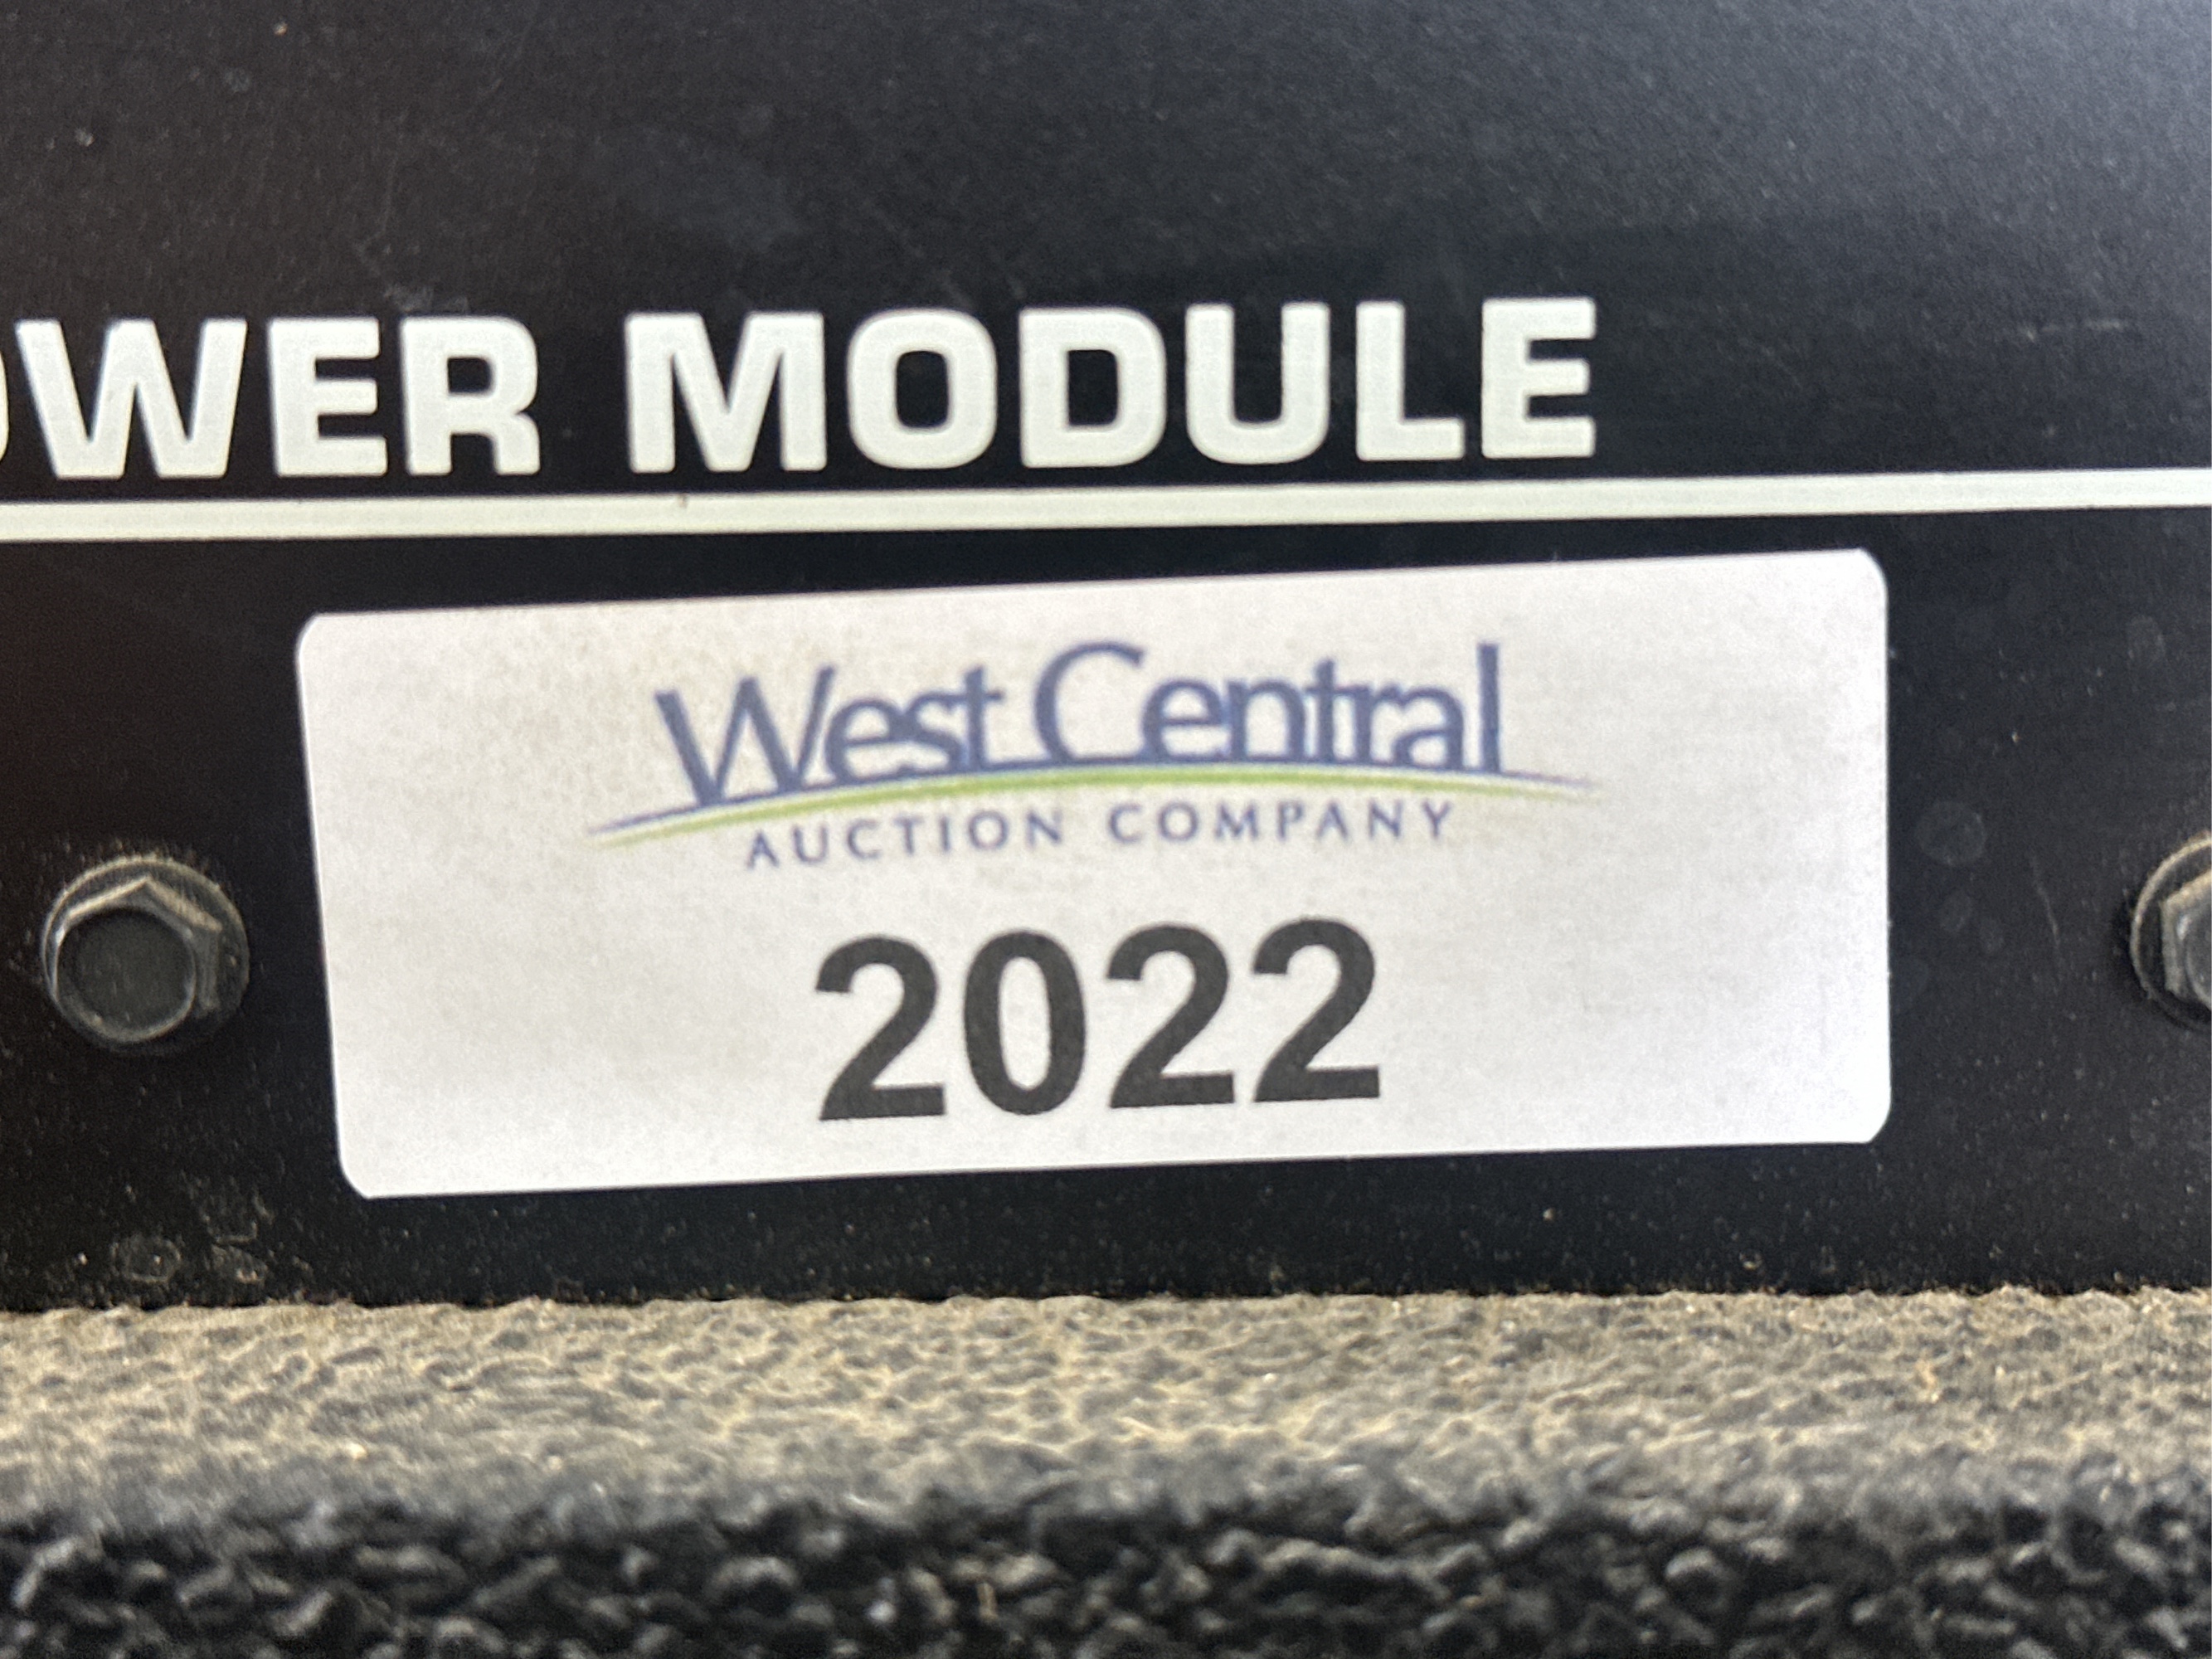 OWER MODULE
West Central
AUCTION COMPANY
2022